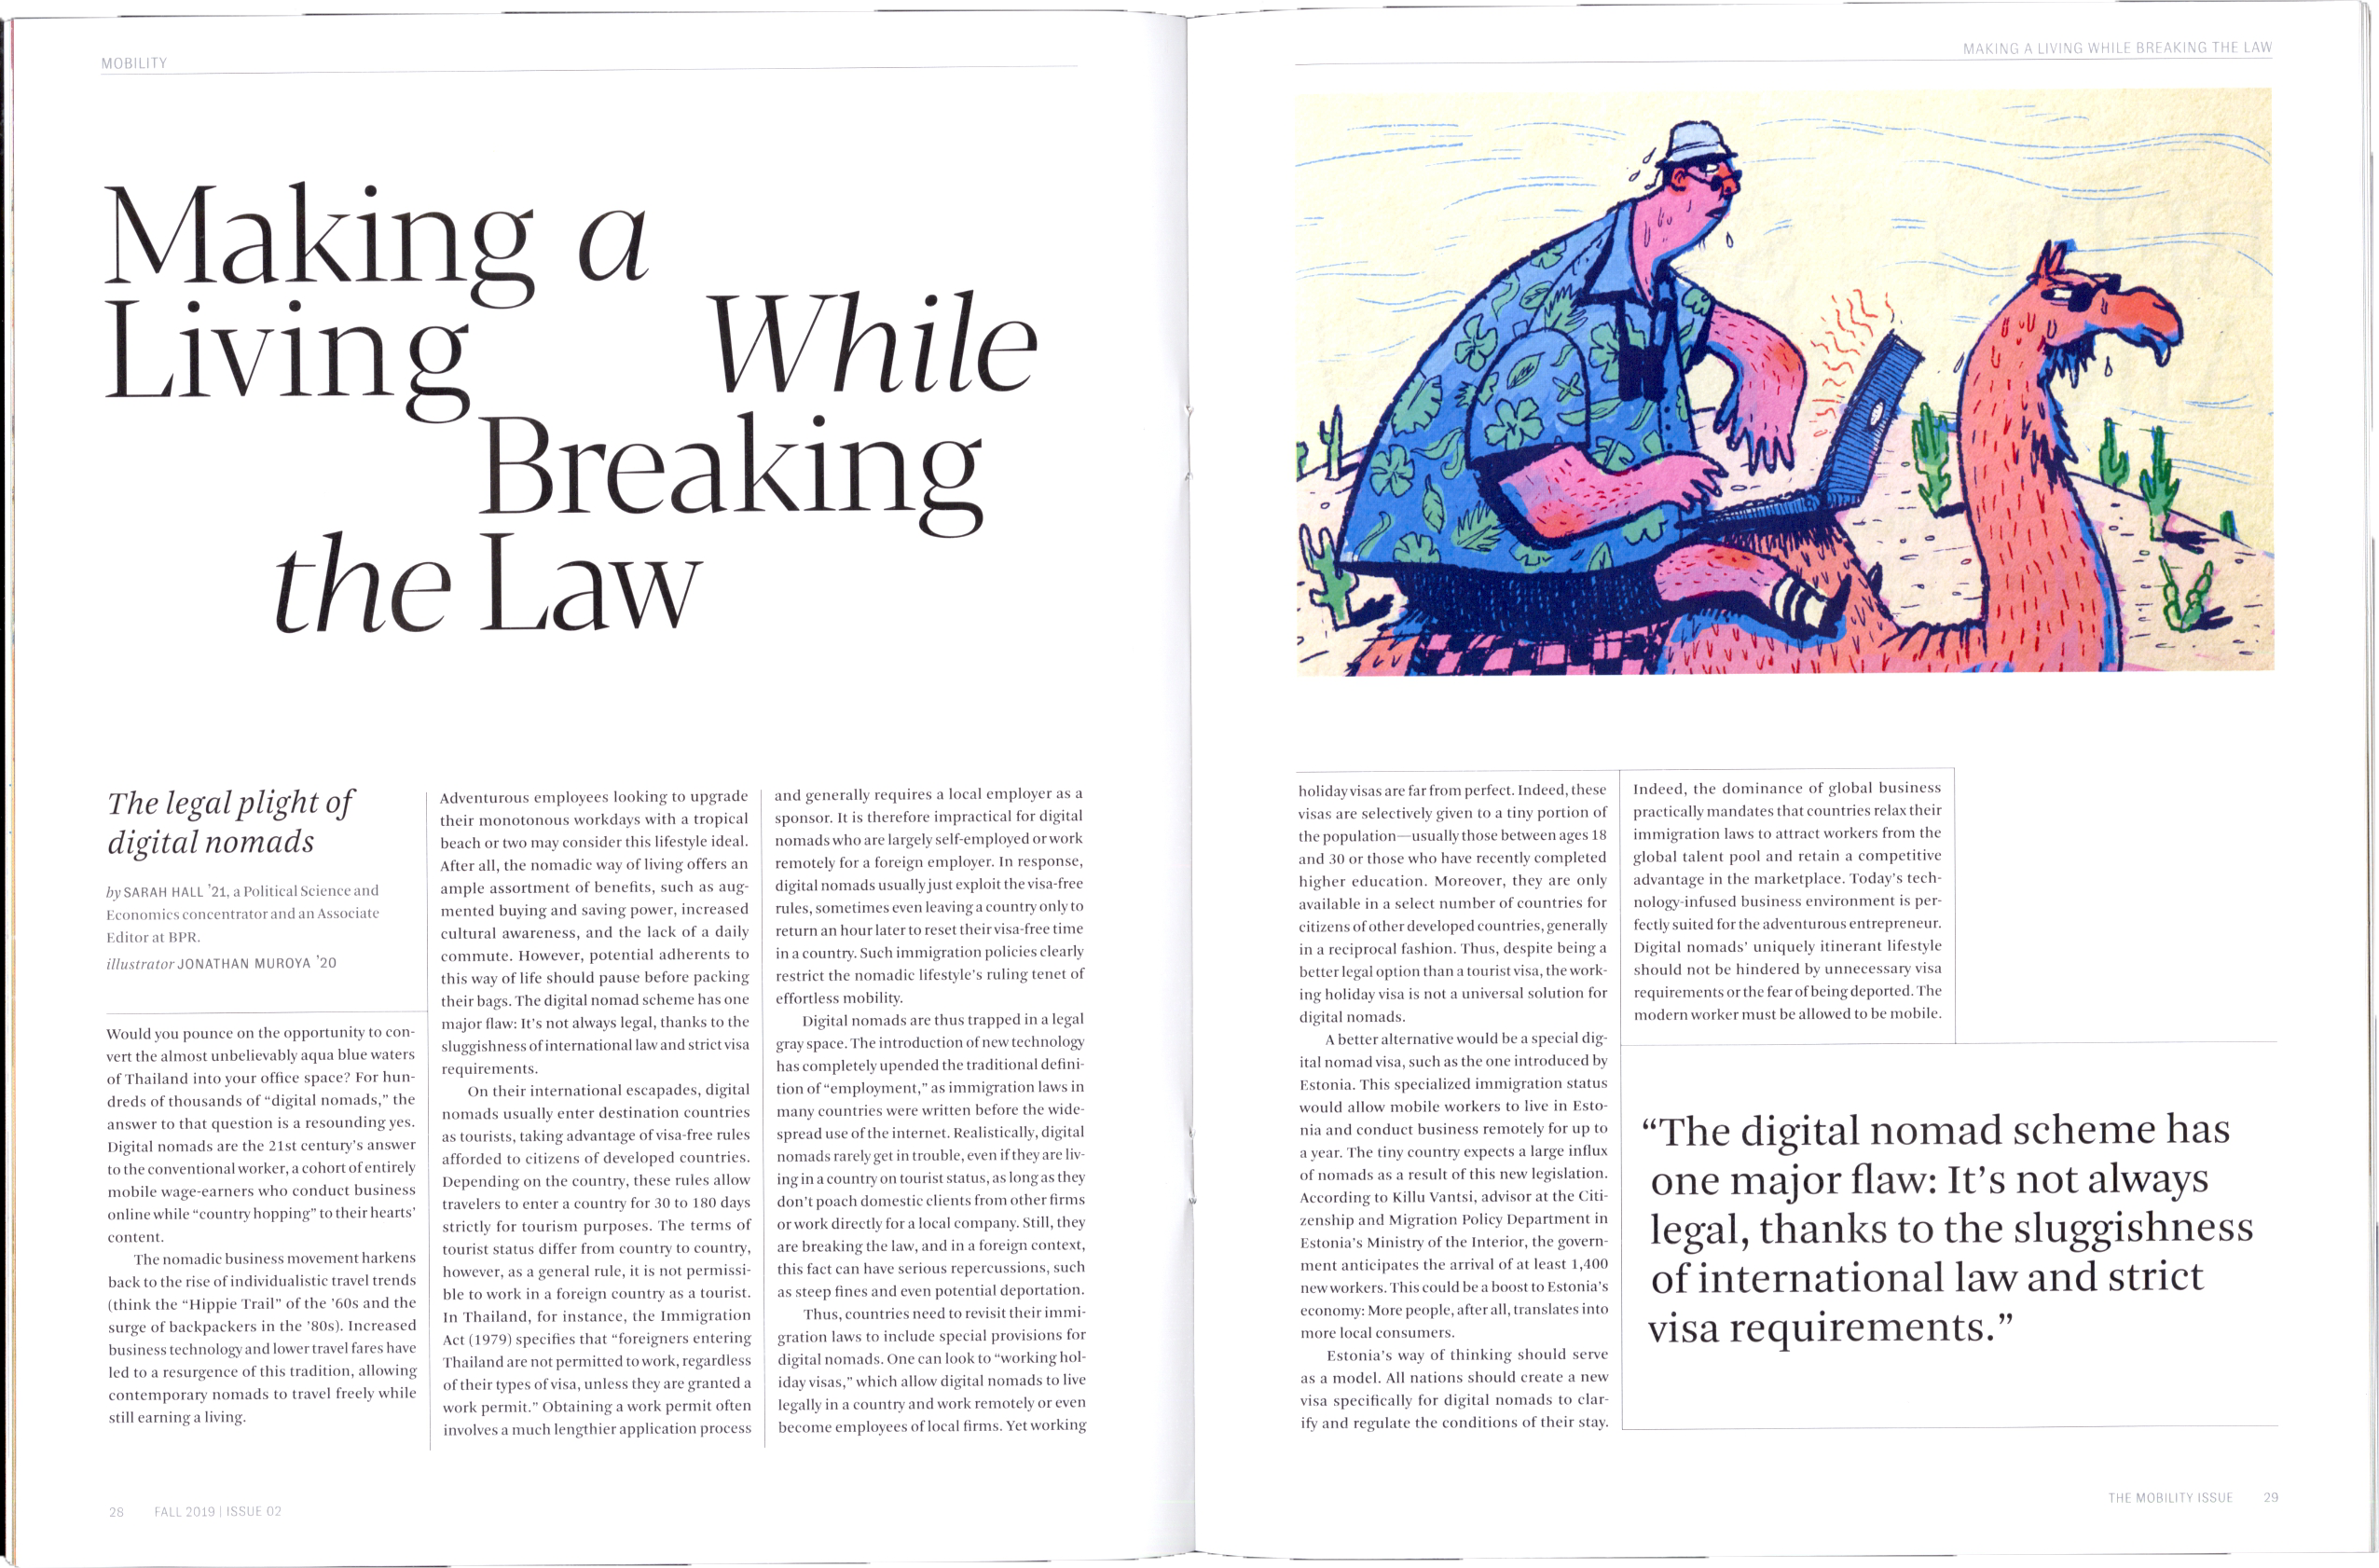 MOBILITY
Making a
Living While
Breaking
the Law
The legal plight of
digital nomads
by SARAH HALL ’21, a Political Science and
Economics concentrator and an Associate
Editor at BPR.
illustrator JONATHAN MUROYA ’20
Would you pounce on the opportunity to con-
vert the almost unbelievably aqua blue waters
of Thailand into your office space? For hun-
dreds of thousands of “digital nomads,” the
answer to that question is a resounding yes.
Digital nomads are the 21st century’s answer
to the conventional worker, a cohort of entirely
mobile wage-earners who conduct business
online while “country hopping” to their hearts’
content.
The nomadic business movement harkens
back to the rise of individualistic travel trends
(think the “Hippie Trail” of the ’60s and the
surge of backpackers in the ’80s). Increased
business technology and lower travel fares have
led to a resurgence of this tradition, allowing
contemporary nomads to travel freely while
still earning a living.
Adventurous employees looking to upgrade
their monotonous workdays with a tropical
beach or two may consider this lifestyle ideal.
After all, the nomadic way of living offers an
ample assortment of benefits, such as aug-
mented buying and saving power, increased
cultural awareness, and the lack of a daily
commute. However, potential adherents to
this way of life should pause before packing
their bags. The digital nomad scheme has one
major flaw: It’s not always legal, thanks to the
sluggishness of international law and strict visa
requirements.
On their international escapades, digital
nomads usually enter destination countries
as tourists, taking advantage of visa-free rules
afforded to citizens of developed countries.
Depending on the country, these rules allow
travelers to enter a country for 30 to 180 days
strictly for tourism purposes. The terms of
tourist status differ from country to country,
however, as a general rule, it is not permissi-
ble to work in a foreign country as a tourist.
In Thailand, for instance, the Immigration
Act (1979) specifies that “foreigners entering
Thailand are not permitted to work, regardless
of their types of visa, unless they are granted a
work permit.” Obtaining a work permit often
involves a much lengthier application process
and generally requires a local employer as a
sponsor. It is therefore impractical for digital
nomads who are largely self-employed or work
remotely for a foreign employer. In response,
digital nomads usually just exploit the visa-free
rules, sometimes even leaving a country only to
return an hour later to reset their visa-free time
in a country. Such immigration policies clearly
restrict the nomadic lifestyle’s ruling tenet of
effortless mobility.
Digital nomads are thus trapped in a legal
gray space. The introduction of new technology
has completely upended the traditional defini-
tion of “employment,” as immigration laws in
many countries were written before the wide-
spread use of the internet. Realistically, digital
nomads rarely get in trouble, even if they are liv-
ing in a country on tourist status, as long as they
don’t poach domestic clients from other firms
or work directly for a local company. Still, they
are breaking the law, and in a foreign context,
this fact can have serious repercussions, such
as steep fines and even potential deportation.
Thus, countries need to revisit their immi-
gration laws to include special provisions for
digital nomads. One can look to “working hol-
iday visas,” which allow digital nomads to live
legally in a country and work remotely or even
become employees of local firms. Yet working
28 FALL 2019 | ISSUE 02
MAKING A LIVING WHILE BREAKING THE LAW
holiday visas are far from perfect. Indeed, these
visas are selectively given to a tiny portion of
the population—usually those between ages 18
and 30 or those who have recently completed
higher education. Moreover, they are only
available in a select number of countries for
citizens of other developed countries, generally
in a reciprocal fashion. Thus, despite being a
better legal option than a tourist visa, the work-
ing holiday visa is not a universal solution for
digital nomads.
A better alternative would be a special dig-
ital nomad visa, such as the one introduced by
Estonia. This specialized immigration status
would allow mobile workers to live in Esto-
nia and conduct business remotely for up to
a year. The tiny country expects a large influx
of nomads as a result of this new legislation.
According to Killu Vantsi, advisor at the Citi-
zenship and Migration Policy Department in
Estonia’s Ministry of the Interior, the govern-
ment anticipates the arrival of at least 1,400
new workers. This could be a boost to Estonia’s
economy: More people, after all, translates into
more local consumers.
Estonia’s way of thinking should serve
as a model. All nations should create a new
visa specifically for digital nomads to clar-
ify and regulate the conditions of their stay.
Indeed, the dominance of global business
practically mandates that countries relax their
immigration laws to attract workers from the
global talent pool and retain a competitive
advantage in the marketplace. Today’s tech-
nology-infused business environment is per-
fectly suited for the adventurous entrepreneur.
Digital nomads’ uniquely itinerant lifestyle
should not be hindered by unnecessary visa
requirements or the fear of being deported. The
modern worker must be allowed to be mobile.
“The digital nomad scheme has
one major flaw: It’s not always
legal, thanks to the sluggishness
of international law and strict
visa requirements.”
THE MOBILITY ISSUE 29